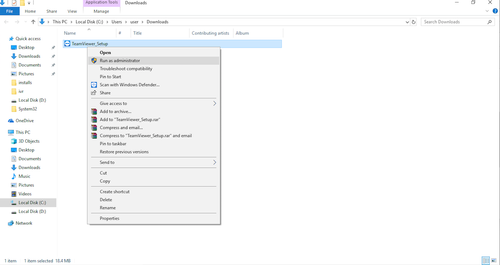 Application Tools
Downloads
File
Home
Share
View
Manage
This PC > Local Disk (C:) > Users > user > Downloads
Search Downloads
Name
#
Title
Contributing artists
Album
Quick access
Desktop
Downloads
Documents
Pictures
installs
Local Disk (D:)
System32
OneDrive
This PC
3D Objects
Desktop
Documents
Downloads
Music
Pictures
Videos
Local Disk (C:)
Local Disk (D:)
Network
TeamViewer_Setup
Open
Run as administrator
Troubleshoot compatibility
Pin to Start
Scan with Windows Defender...
Share
Give access to
Add to archive...
Add to "TeamViewer_Setup.rar"
Compress and email...
Compress to "TeamViewer_Setup.rar" and email
Pin to taskbar
Restore previous versions
Send to
Cut
Copy
Create shortcut
Delete
Rename
Properties
1 item
1 item selected 18.4 MB